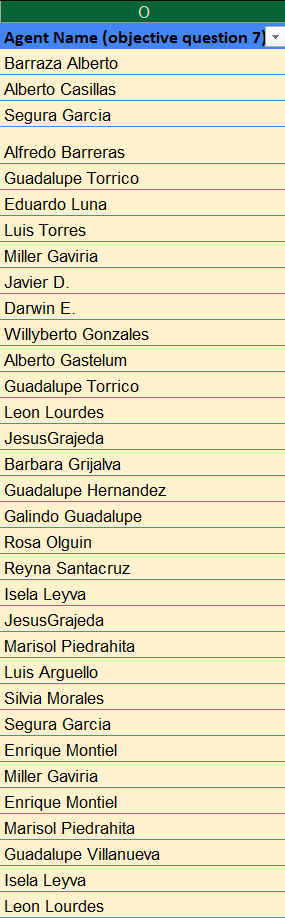 O
Agent Name (objective question 7)
Barraza Alberto
Alberto Casillas
Segura Garcia
Alfredo Barreras
Guadalupe Torrico
Eduardo Luna
Luis Torres
Miller Gaviria
Javier D.
Darwin E.
Willyberto Gonzales
Alberto Gastelum
Guadalupe Torrico
Leon Lourdes
JesusGrajeda
Barbara Grijalva
Guadalupe Hernandez
Galindo Guadalupe
Rosa Olguin
Reyna Santacruz
Isela Leyva
JesusGrajeda
Marisol Piedrahita
Luis Arguello
Silvia Morales
Segura Garcia
Enrique Montiel
Miller Gaviria
Enrique Montiel
Marisol Piedrahita
Guadalupe Villanueva
Isela Leyva
Leon Lourdes